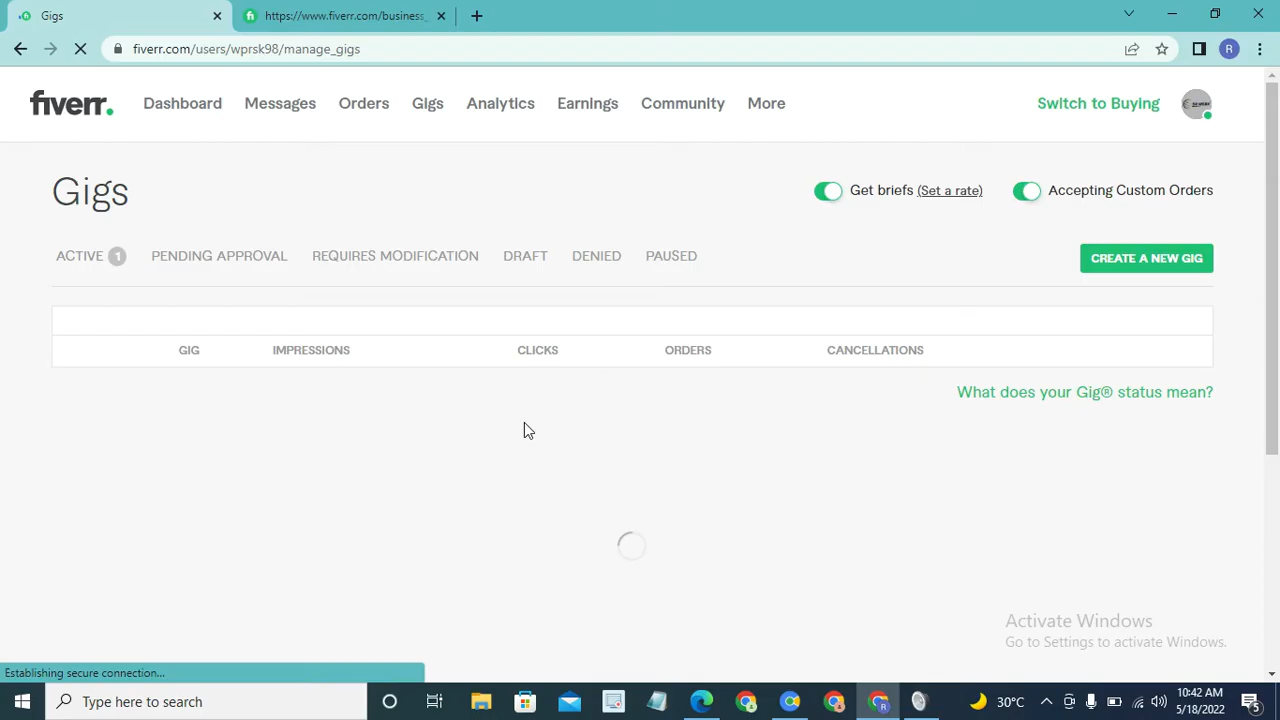 Gigs
https://www.fiverr.com/business_
fiverr.com/users/wprsk98/manage_gigs
R
fiverr.
Dashboard Messages Orders Gigs Analytics Earnings Community More
Switch to Buying
Gigs
Get briefs (Set a rate) Accepting Custom Orders
ACTIVE 1 PENDING APPROVAL REQUIRES MODIFICATION DRAFT DENIED PAUSED
CREATE A NEW GIG
GIG IMPRESSIONS CLICKS ORDERS CANCELLATIONS
What does your Gig® status mean?
Activate Windows
Go to Settings to activate Windows.
Establishing secure connection...
Type here to search
30°C
10:42 AM
5/18/2022
5